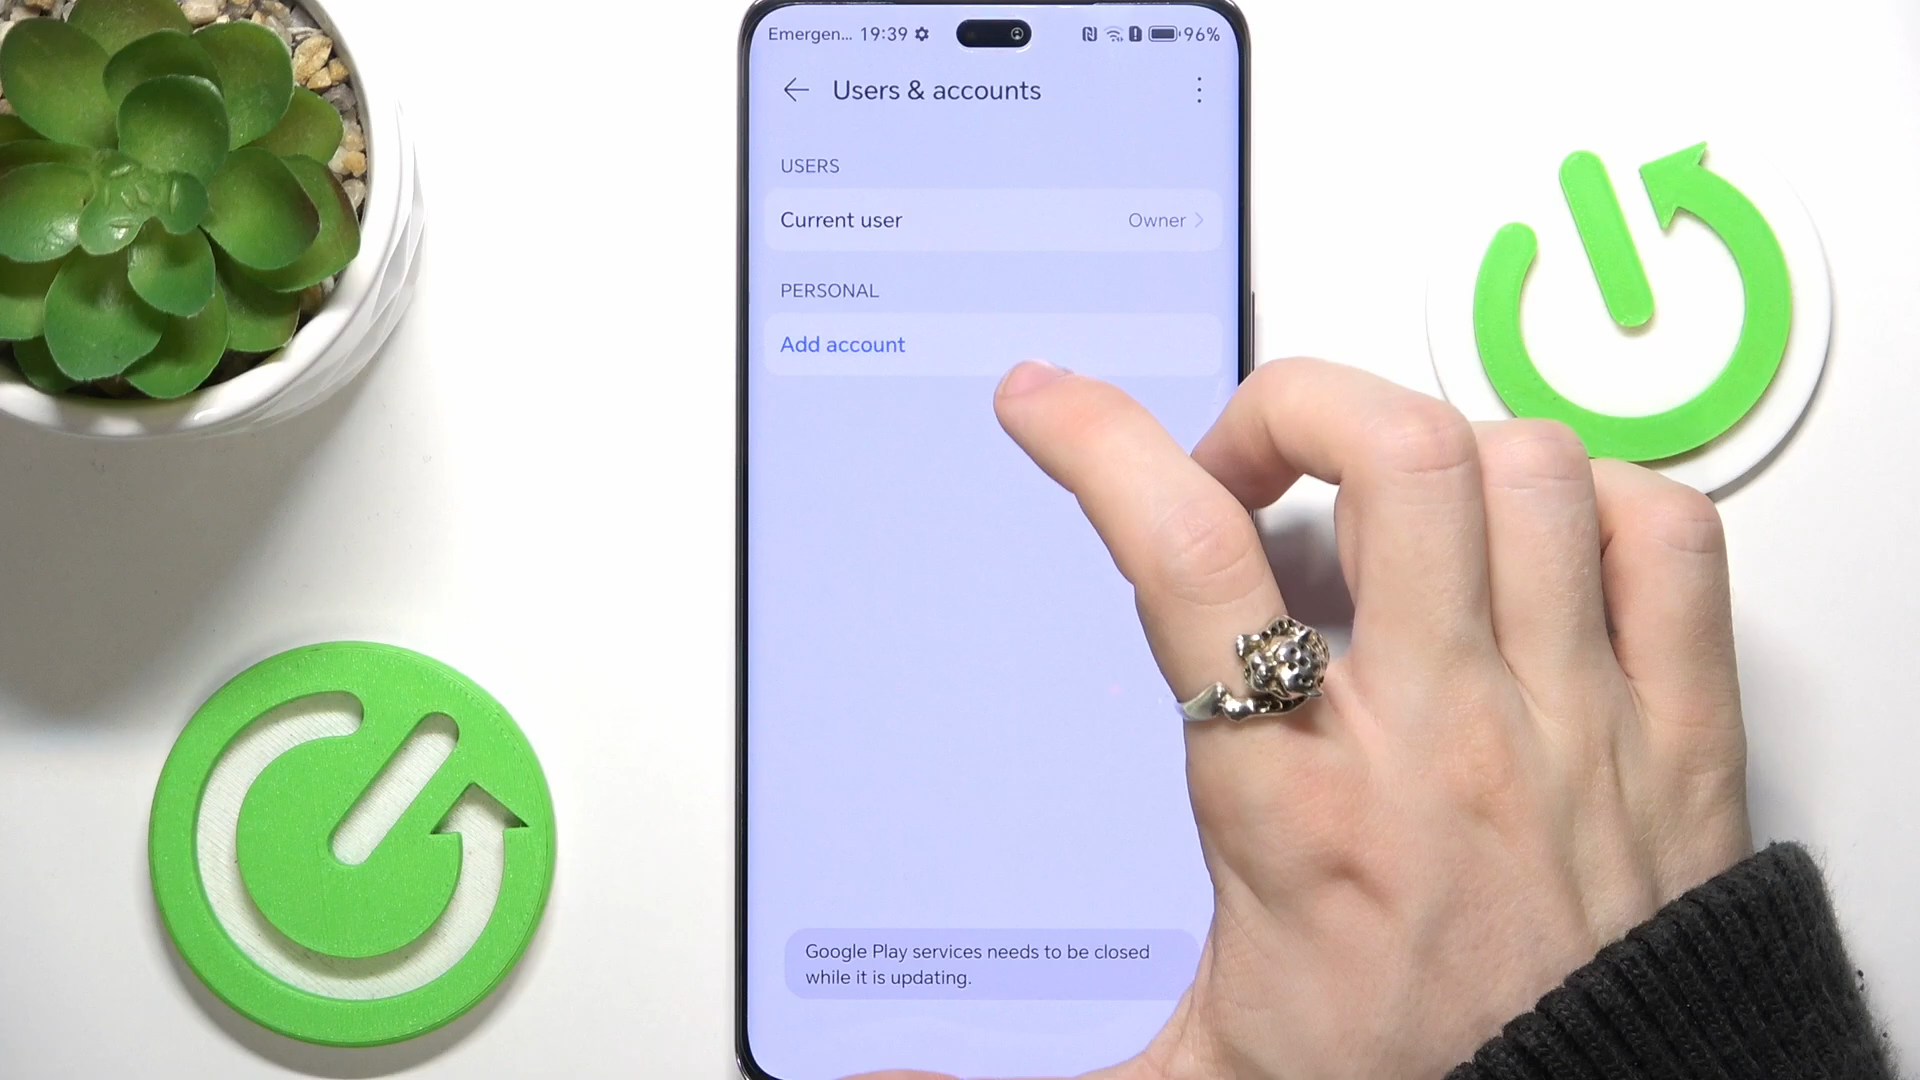 Emergen... 19:39 96%
Users & accounts
USERS
Current user Owner
PERSONAL
Add account
Google Play services needs to be closed
while it is updating.